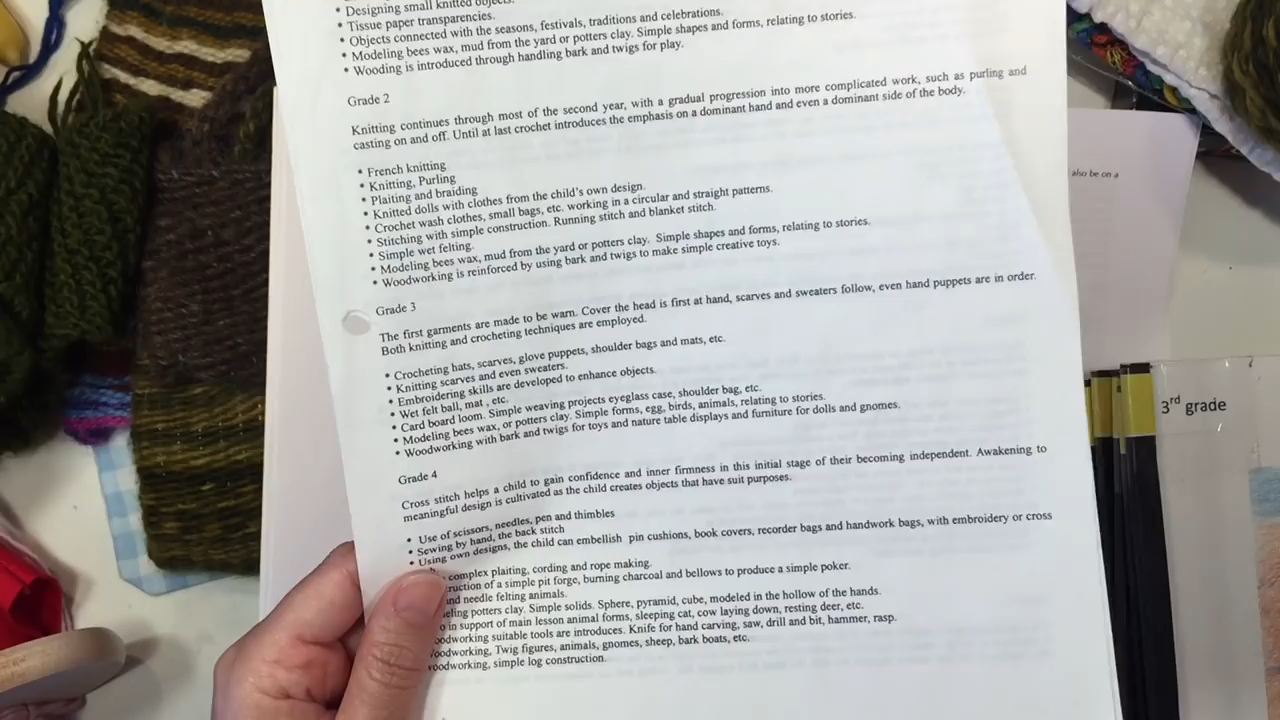 * Designing small knitted objects.
* Tissue paper transparencies.
* Objects connected with the seasons, festivals, traditions and celebrations.
* Modeling bees wax, mud from the yard or potters clay. Simple shapes and forms, relating to stories.
* Wooding is introduced through handling bark and twigs for play.
Grade 2
Knitting continues through most of the second year, with a gradual progression into more complicated work, such as purling and
casting on and off. Until at last crochet introduces the emphasis on a dominant hand and even a dominant side of the body.
* French knitting
* Knitting, Purling
* Plaiting and braiding
* Knitted dolls with clothes from the child's own design.
* Crochet wash clothes, small bags, etc. working in a circular and straight patterns.
* Stitching with simple construction. Running stitch and blanket stitch.
* Simple wet felting.
* Modeling bees wax, mud from the yard or potters clay. Simple shapes and forms, relating to stories.
* Woodworking is reinforced by using bark and twigs to make simple creative toys.
Grade 3
The first garments are made to be warn. Cover the head is first at hand, scarves and sweaters follow, even hand puppets are in order.
Both knitting and crocheting techniques are employed.
* Crocheting hats, scarves, glove puppets, shoulder bags and mats, etc.
* Knitting scarves and even sweaters.
* Embroidering skills are developed to enhance objects.
* Wet felt ball, mat , etc.
* Card board loom. Simple weaving projects eyeglass case, shoulder bag, etc.
* Modeling bees wax, or potters clay. Simple forms, egg, birds, animals, relating to stories.
* Woodworking with bark and twigs for toys and nature table displays and furniture for dolls and gnomes.
Grade 4
Cross stitch helps a child to gain confidence and inner firmness in this initial stage of their becoming independent. Awakening to
meaningful design is cultivated as the child creates objects that have suit purposes.
* Use of scissors, needles, pen and thimbles
* Sewing by hand, the back stitch
* Using own designs, the child can embellish pin cushions, book covers, recorder bags and handwork bags, with embroidery or cross
complex plaiting, cording and rope making.
ruction of a simple pit forge, burning charcoal and bellows to produce a simple poker.
and needle felting animals.
eling potters clay. Simple solids. Sphere, pyramid, cube, modeled in the hollow of the hands.
o in support of main lesson animal forms, sleeping cat, cow laying down, resting deer, etc.
oodworking suitable tools are introduces. Knife for hand carving, saw, drill and bit, hammer, rasp.
oodworking, Twig figures, animals, gnomes, sheep, bark boats, etc.
woodworking, simple log construction.
also be on a
3rd grade